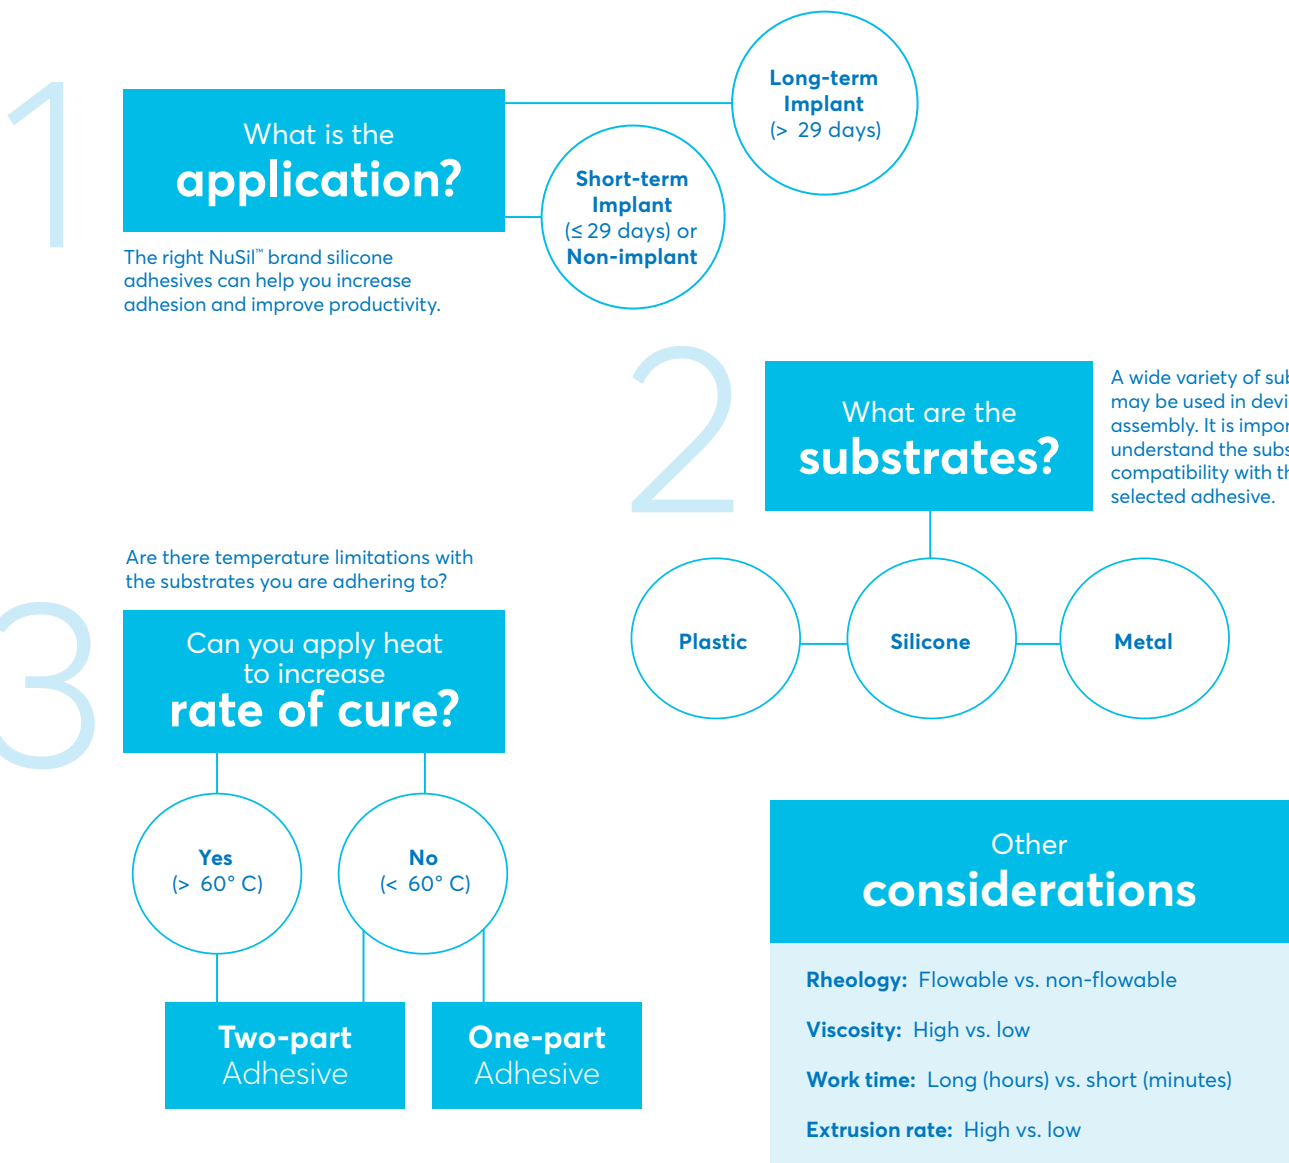 1
What is the
application?
The right NuSil™ brand silicone
adhesives can help you increase
adhesion and improve productivity.
Long-term
Implant
(> 29 days)
Short-term
Implant
(≤ 29 days) or
Non-implant
2
What are the
substrates?
A wide variety of
may be used in
assembly. It is
understand the
compatibility with
selected adhesive.
Plastic
Silicone
Metal
3
Are there temperature limitations with
the substrates you are adhering to?
Can you apply heat
to increase
rate of cure?
Yes
(> 60° C)
No
(< 60° C)
Two-part
Adhesive
One-part
Adhesive
Other
considerations
Rheology: Flowable vs. non-flowable
Viscosity: High vs. low
Work time: Long (hours) vs. short (minutes)
Extrusion rate: High vs. low